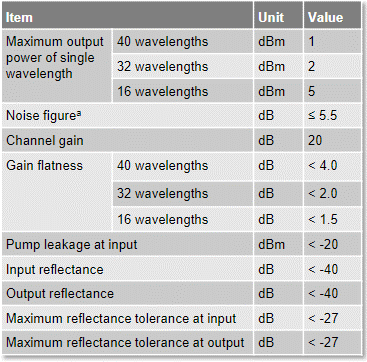 Item Unit Value
Maximum output power of single wavelength 40 wavelengths dBm 1
32 wavelengths dBm 2
16 wavelengths dBm 5
Noise figureᵃ dB ≤ 5.5
Channel gain dB 20
Gain flatness 40 wavelengths dB < 4.0
32 wavelengths dB < 2.0
16 wavelengths dB < 1.5
Pump leakage at input dBm < -20
Input reflectance dB < -40
Output reflectance dB < -40
Maximum reflectance tolerance at input dB < -27
Maximum reflectance tolerance at output dB < -27